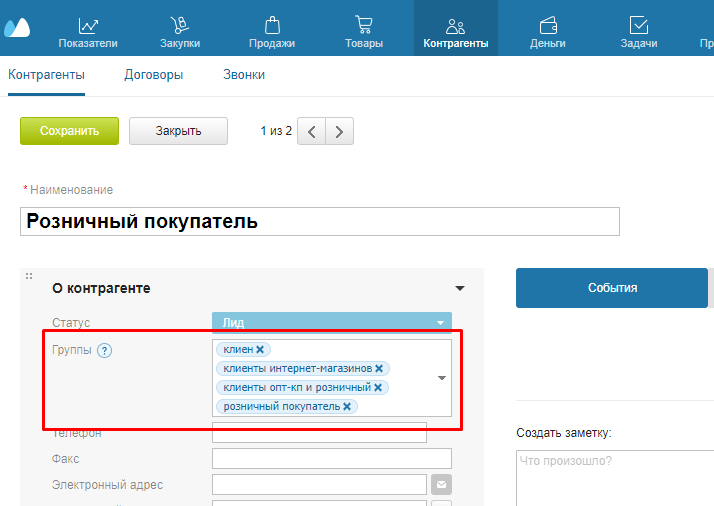 Показатели Закупки Продажи Товары Контрагенты Деньги Задачи Пр
Контрагенты Договоры Звонки
Сохранить Закрыть 1 из 2
* Наименование
Розничный покупатель
О контрагенте События
Статус Лид
Группы ? клиен
клиенты интернет-магазинов
клиенты опт-кп и розничный
розничный покупатель
Телефон
Создать заметку:
Факс Что произошло?
Электронный адрес